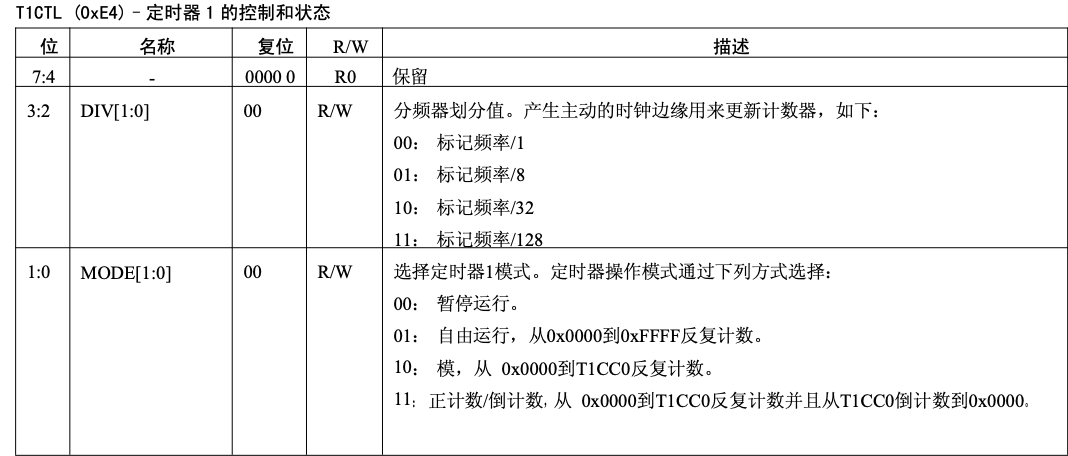 T1CTL (0xE4) - 定时器 1 的控制和状态
位 名称 复位 R/W 描述
7:4 - 0000 0 R0 保留
3:2 DIV[1:0] 00 R/W 分频器划分值。产生主动的时钟边缘用来更新计数器，如下：
00： 标记频率/1
01： 标记频率/8
10： 标记频率/32
11： 标记频率/128
1:0 MODE[1:0] 00 R/W 选择定时器1模式。定时器操作模式通过下列方式选择：
00： 暂停运行。
01： 自由运行，从0x0000到0xFFFF反复计数。
10： 模，从 0x0000到T1CC0反复计数。
11：正计数/倒计数,从 0x0000到T1CC0反复计数并且从T1CC0倒计数到0x0000。